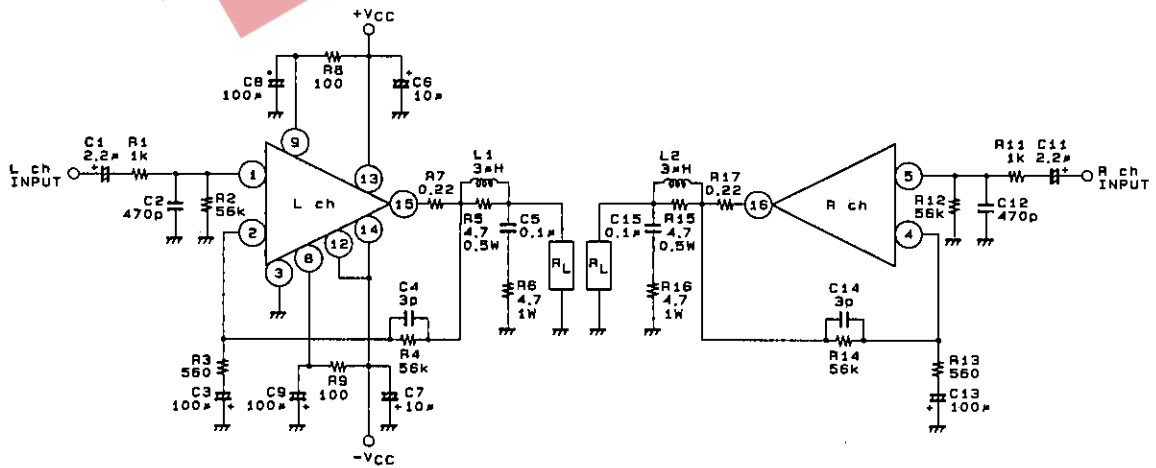 +VCC
C8
100µ
R8
100
C6
10µ
L ch
INPUT
C1
2.2µ
+
R1
1k
C2
470p
R2
56k
1
2
3
9
8
12
13
14
15
L ch
R7
0.22
L1
3µH
R5
4.7
0.5W
C5
0.1µ
R6
4.7
1W
RL
C4
3p
R4
56k
R3
560
C3
100µ
+
C9
100µ
+
R9
100
C7
+10µ
-VCC
RL
L2
3µH
C15
0.1µ
R15
4.7
0.5W
R17
0.22
R16
4.7
1W
16
R ch
5
4
R11
1k
C11
2.2µ
+
R ch
INPUT
R12
56k
C12
470p
C14
3p
R14
56k
R13
560
C13
100µ
+